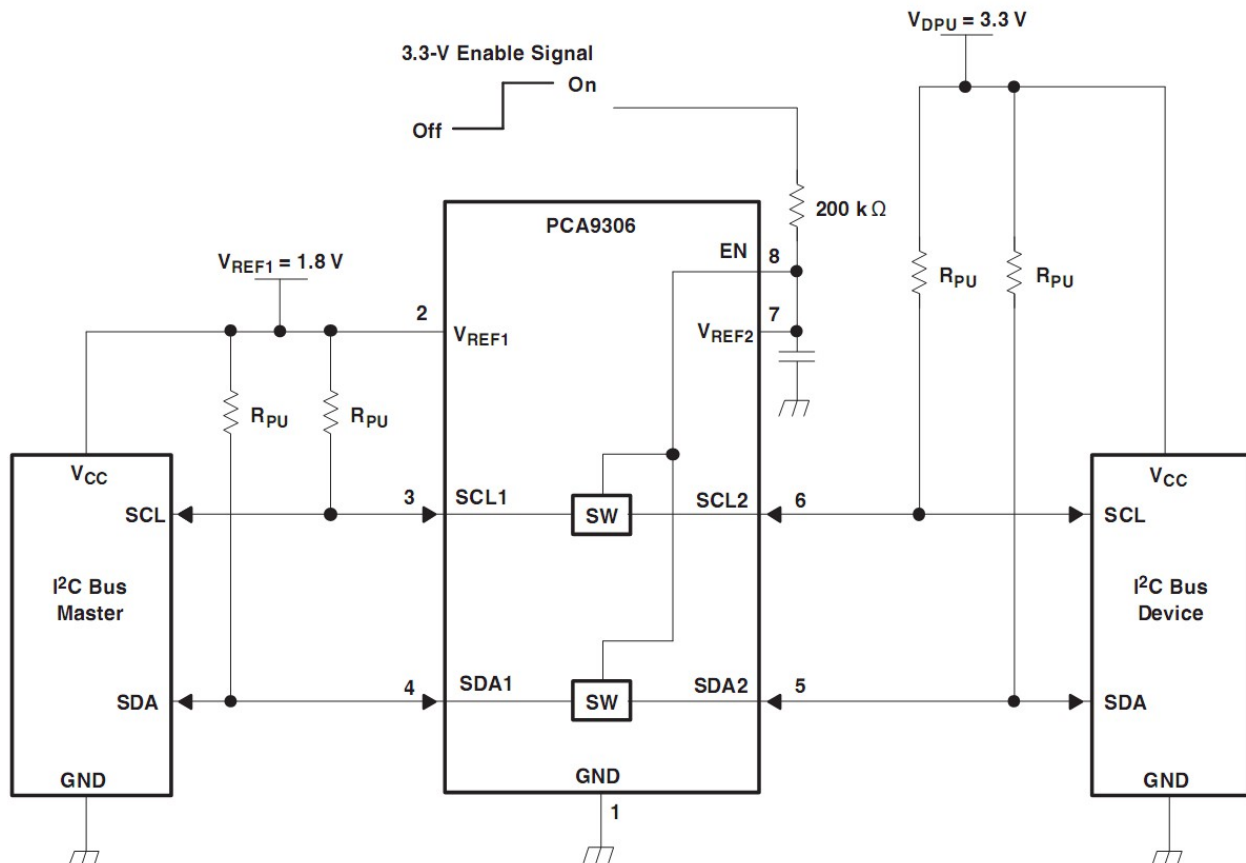 V_DPU = 3.3 V
3.3-V Enable Signal
On
Off
200 k Ω
PCA9306
EN
8
V_REF1 = 1.8 V
R_PU
R_PU
2
7
V_REF1
V_REF2
R_PU
R_PU
V_CC
V_CC
SCL
3
SCL1
SW
SCL2
6
SCL
I²C Bus
Master
I²C Bus
Device
SDA
4
SDA1
SW
SDA2
5
SDA
GND
GND
GND
1